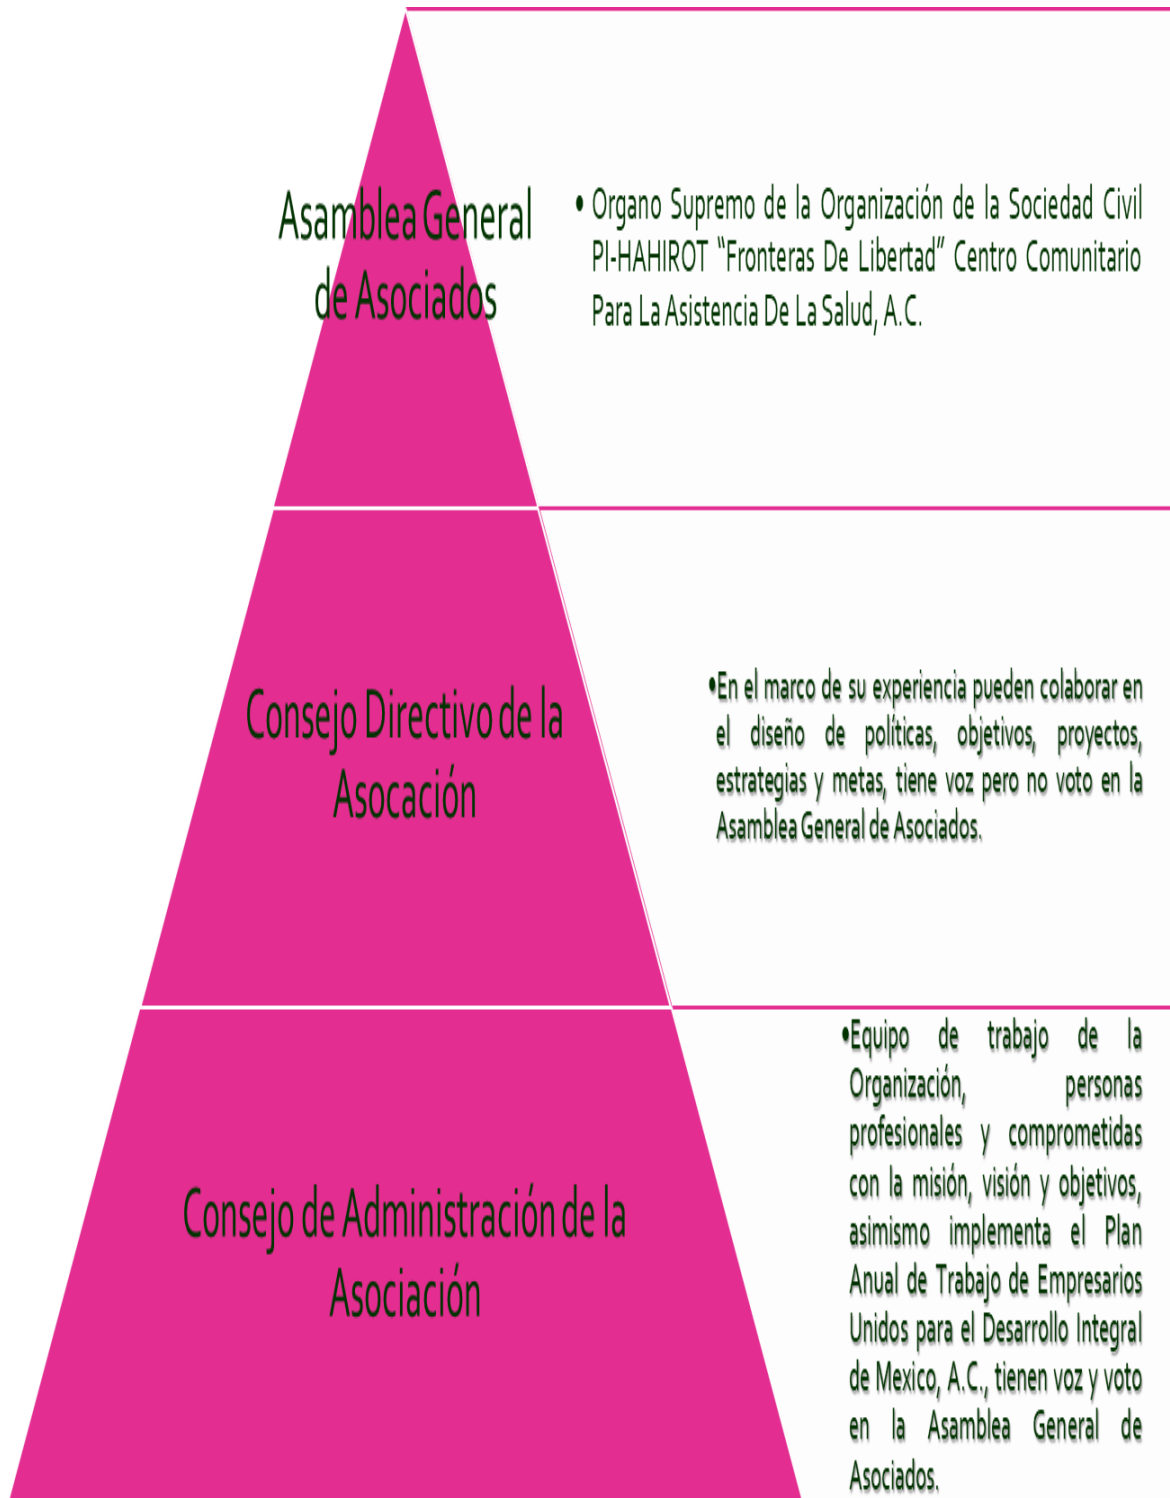 Asamblea General
de Asociados
• Organo Supremo de la Organización de la Sociedad Civil
PI-HAHIROT “Fronteras De Libertad” Centro Comunitario
Para La Asistencia De La Salud, A.C.
Consejo Directivo de la
Asocación
•En el marco de su experiencia pueden colaborar en
el diseño de políticas, objetivos, proyectos,
estrategias y metas, tiene voz pero no voto en la
Asamblea General de Asociados.
Consejo de Administración de la
Asociación
•Equipo de trabajo de la
Organización, personas
profesionales y comprometidas
con la misión, visión y objetivos,
asimismo implementa el Plan
Anual de Trabajo de Empresarios
Unidos para el Desarrollo Integral
de Mexico, A.C., tienen voz y voto
en la Asamblea General de
Asociados.